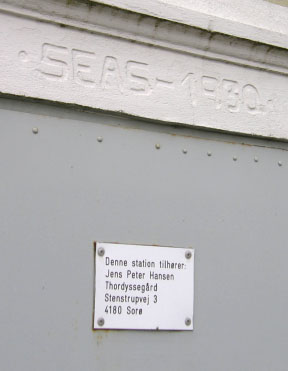 ·SEAS-1930·
Denne station tilhører:
Jens Peter Hansen
Thordyssegård
Stenstrupvej 3
4180 Sorø